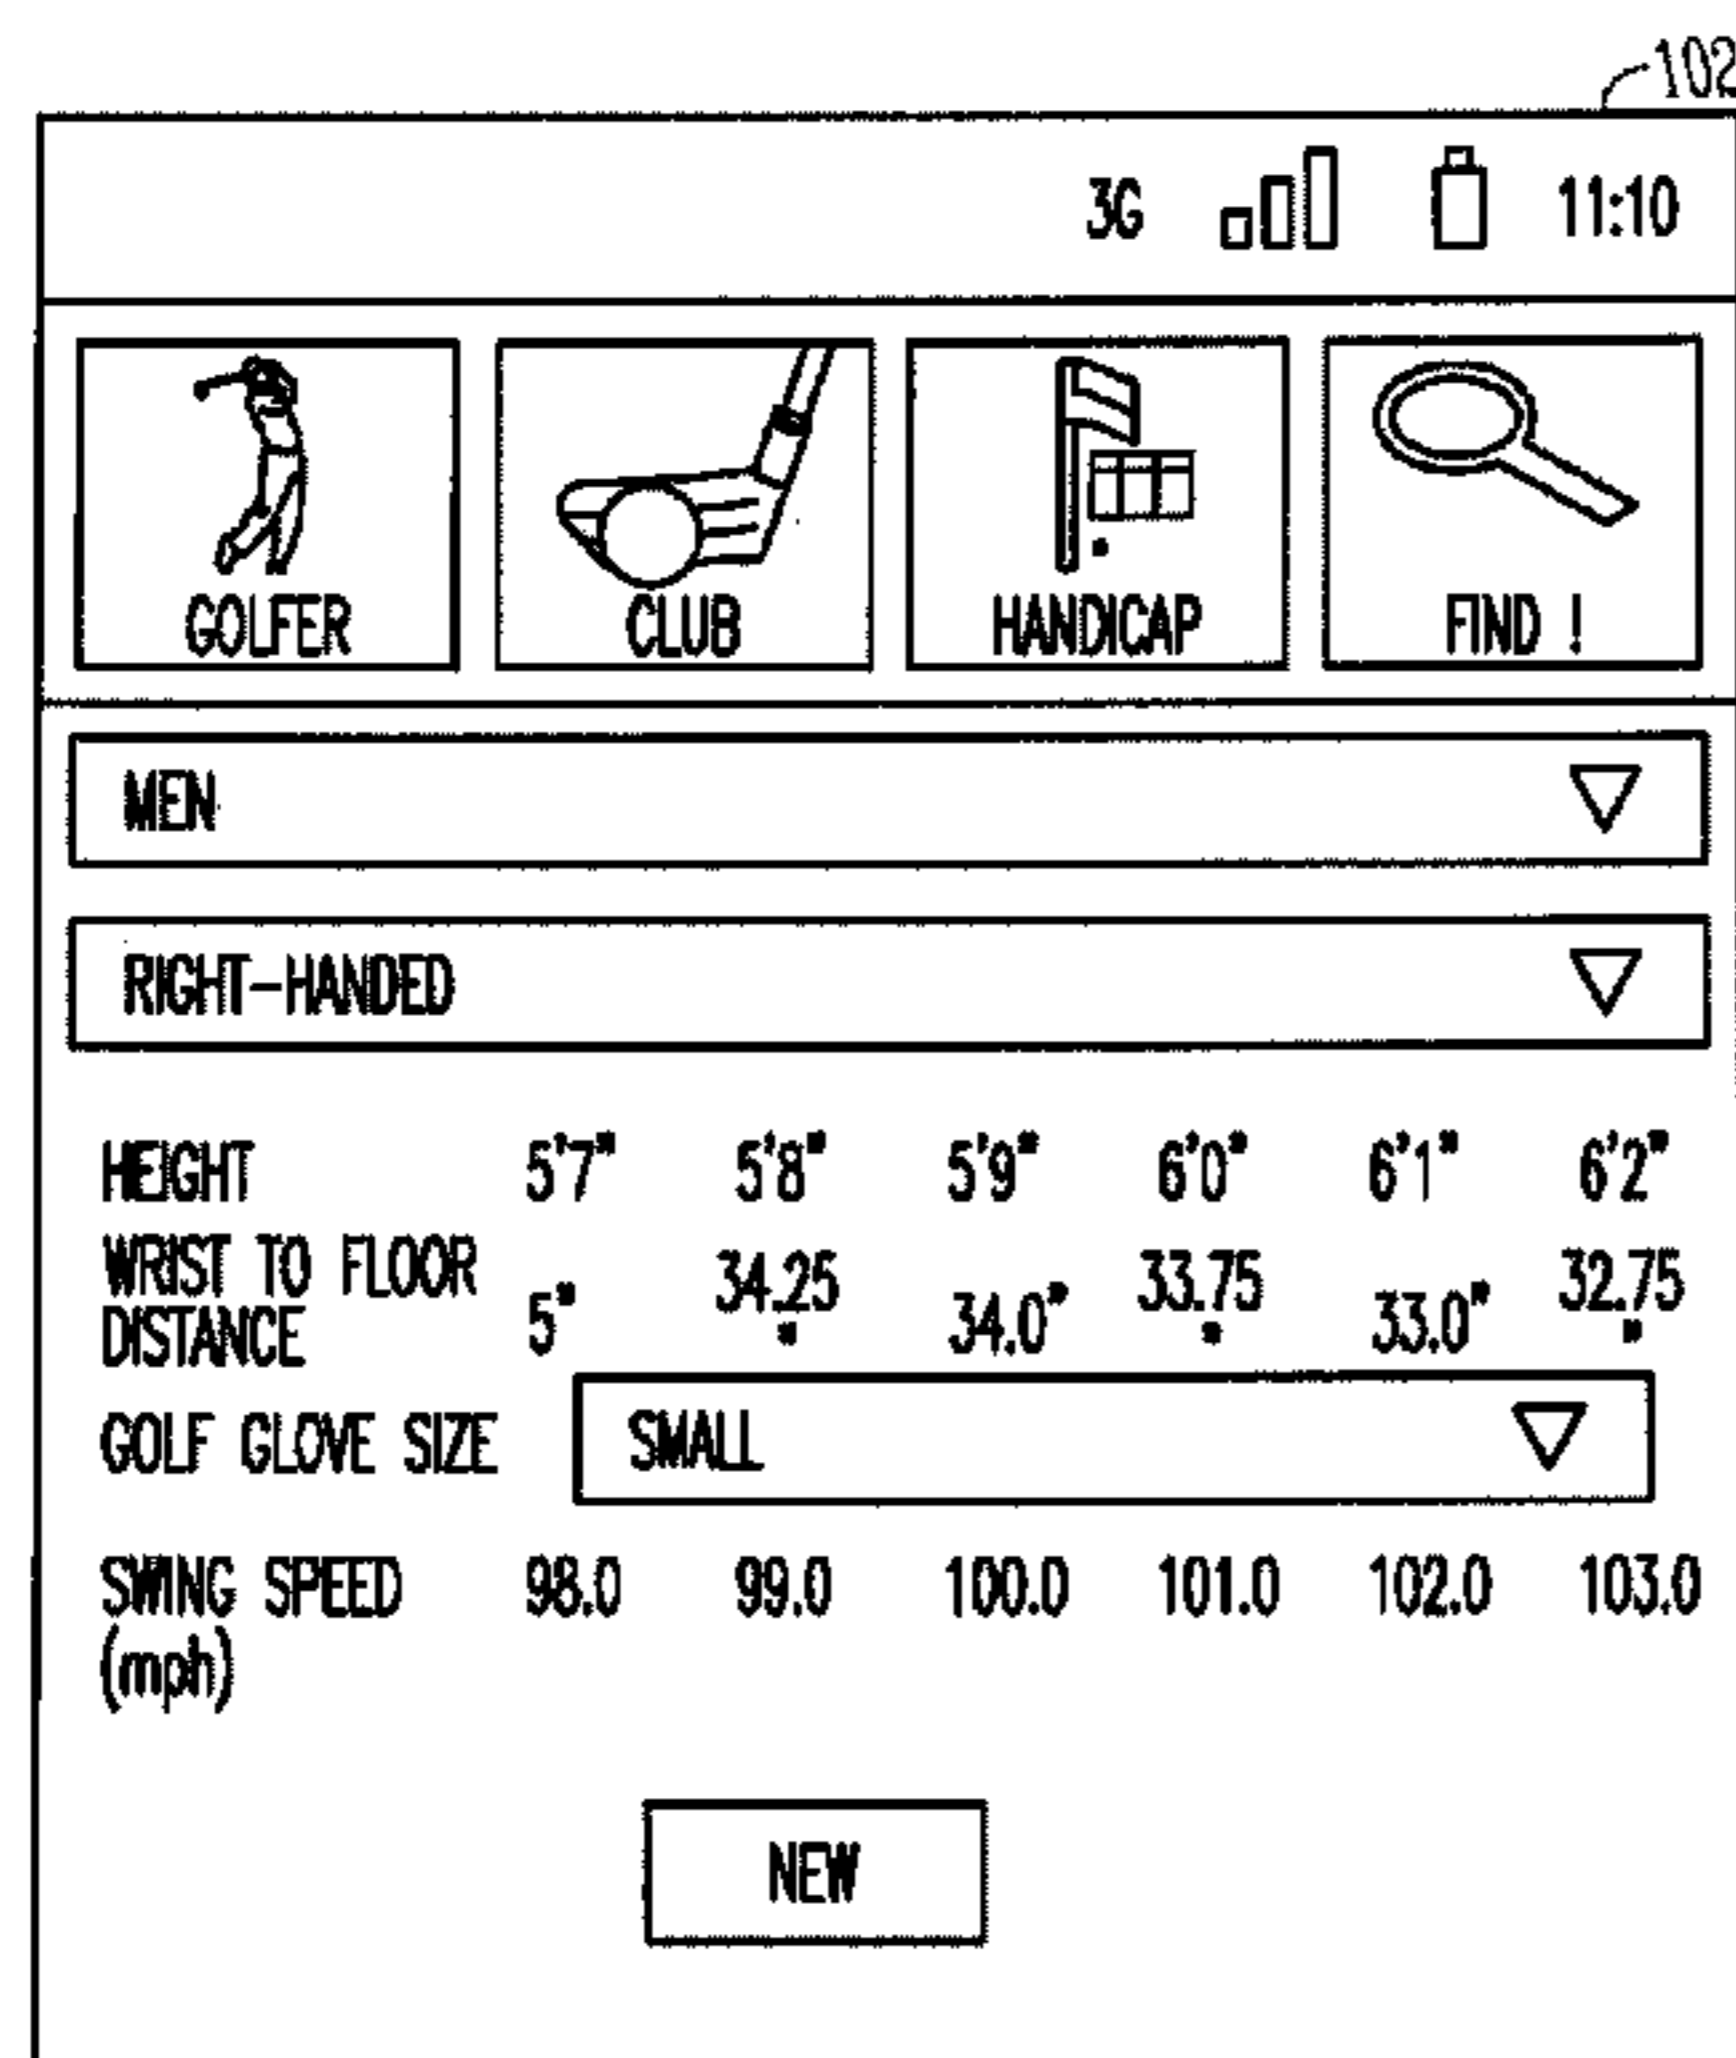 102
3G 11:10
GOLFER CLUB HANDICAP FIND !
MEN
RIGHT-HANDED
HEIGHT 5'7" 5'8" 5'9" 6'0" 6'1" 6'2"
WRIST TO FLOOR 34.25 33.75 32.75
DISTANCE 5" " 34.0" " 33.0" "
GOLF GLOVE SIZE SMALL
SWING SPEED 98.0 99.0 100.0 101.0 102.0 103.0
(mph)
NEW